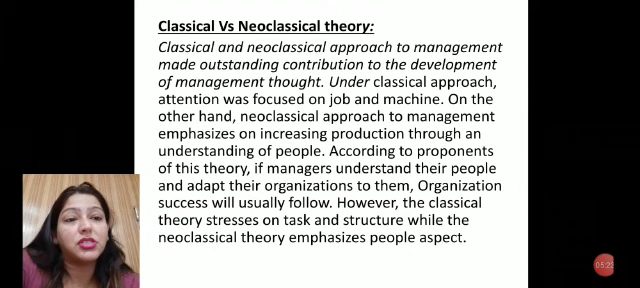 Classical Vs Neoclassical theory:
Classical and neoclassical approach to management
made outstanding contribution to the development
of management thought. Under classical approach,
attention was focused on job and machine. On the
other hand, neoclassical approach to management
emphasizes on increasing production through an
understanding of people. According to proponents
of this theory, if managers understand their people
and adapt their organizations to them, Organization
success will usually follow. However, the classical
theory stresses on task and structure while the
neoclassical theory emphasizes people aspect.
05:22